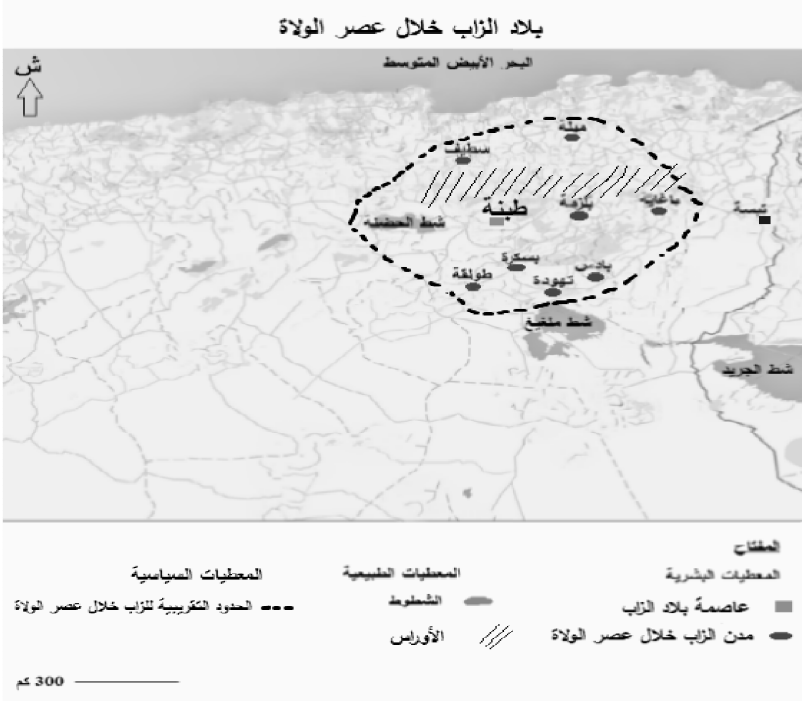 بلاد الزاب خلال عصر الولاة
البحر الأبيض المتوسط
ش
ميلة
سطيف
طبنة
بلزمة
باغاية
تبسة
شط الحضنة
بسكرة
طولقة
تهودة
بادس
شط ملغيغ
شط الجريد
المفتاح
المعطيات البشرية
عاصمة بلاد الزاب
مدن الزاب خلال عصر الولاة
المعطيات الطبيعية
الشطوط
الأوراس
المعطيات السياسية
الحدود التقريبية للزاب خلال عصر الولاة
300 كم